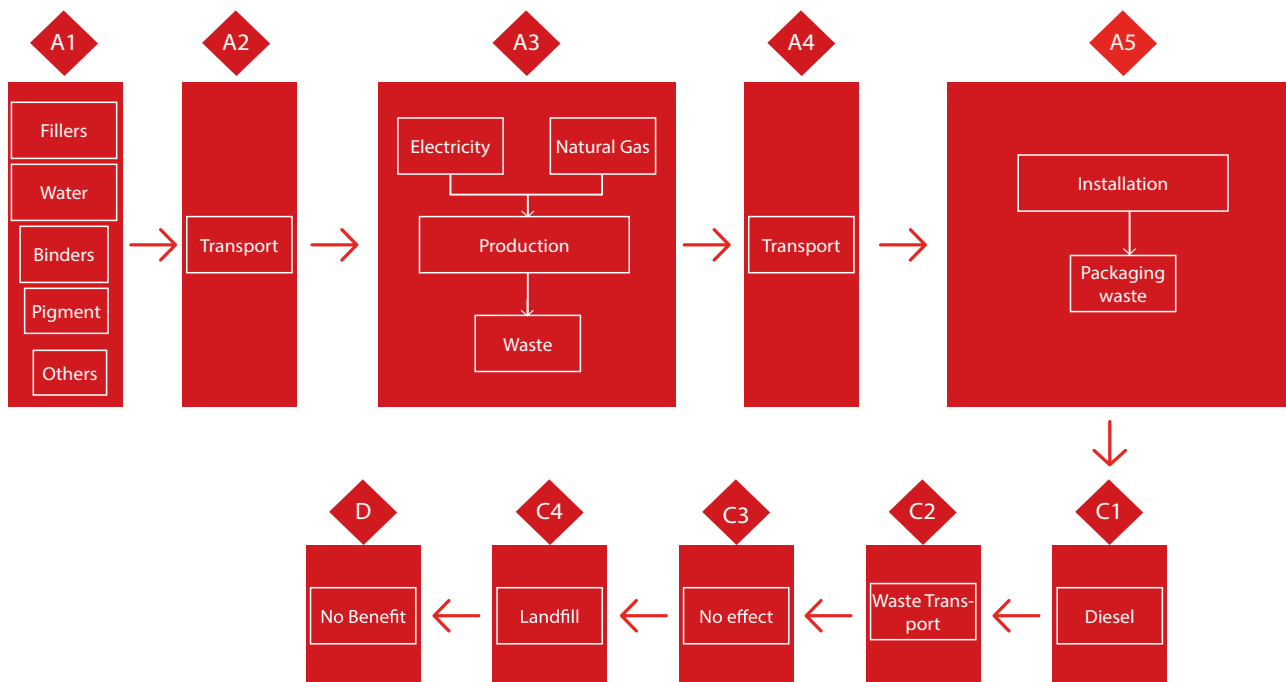 A1
A2
A3
A4
A5
Fillers
Water
Binders
Pigment
Others
Transport
Electricity
Natural Gas
Production
Waste
Transport
Installation
Packaging
waste
D
C4
C3
C2
C1
No Benefit
Landfill
No effect
Waste Trans-
port
Diesel